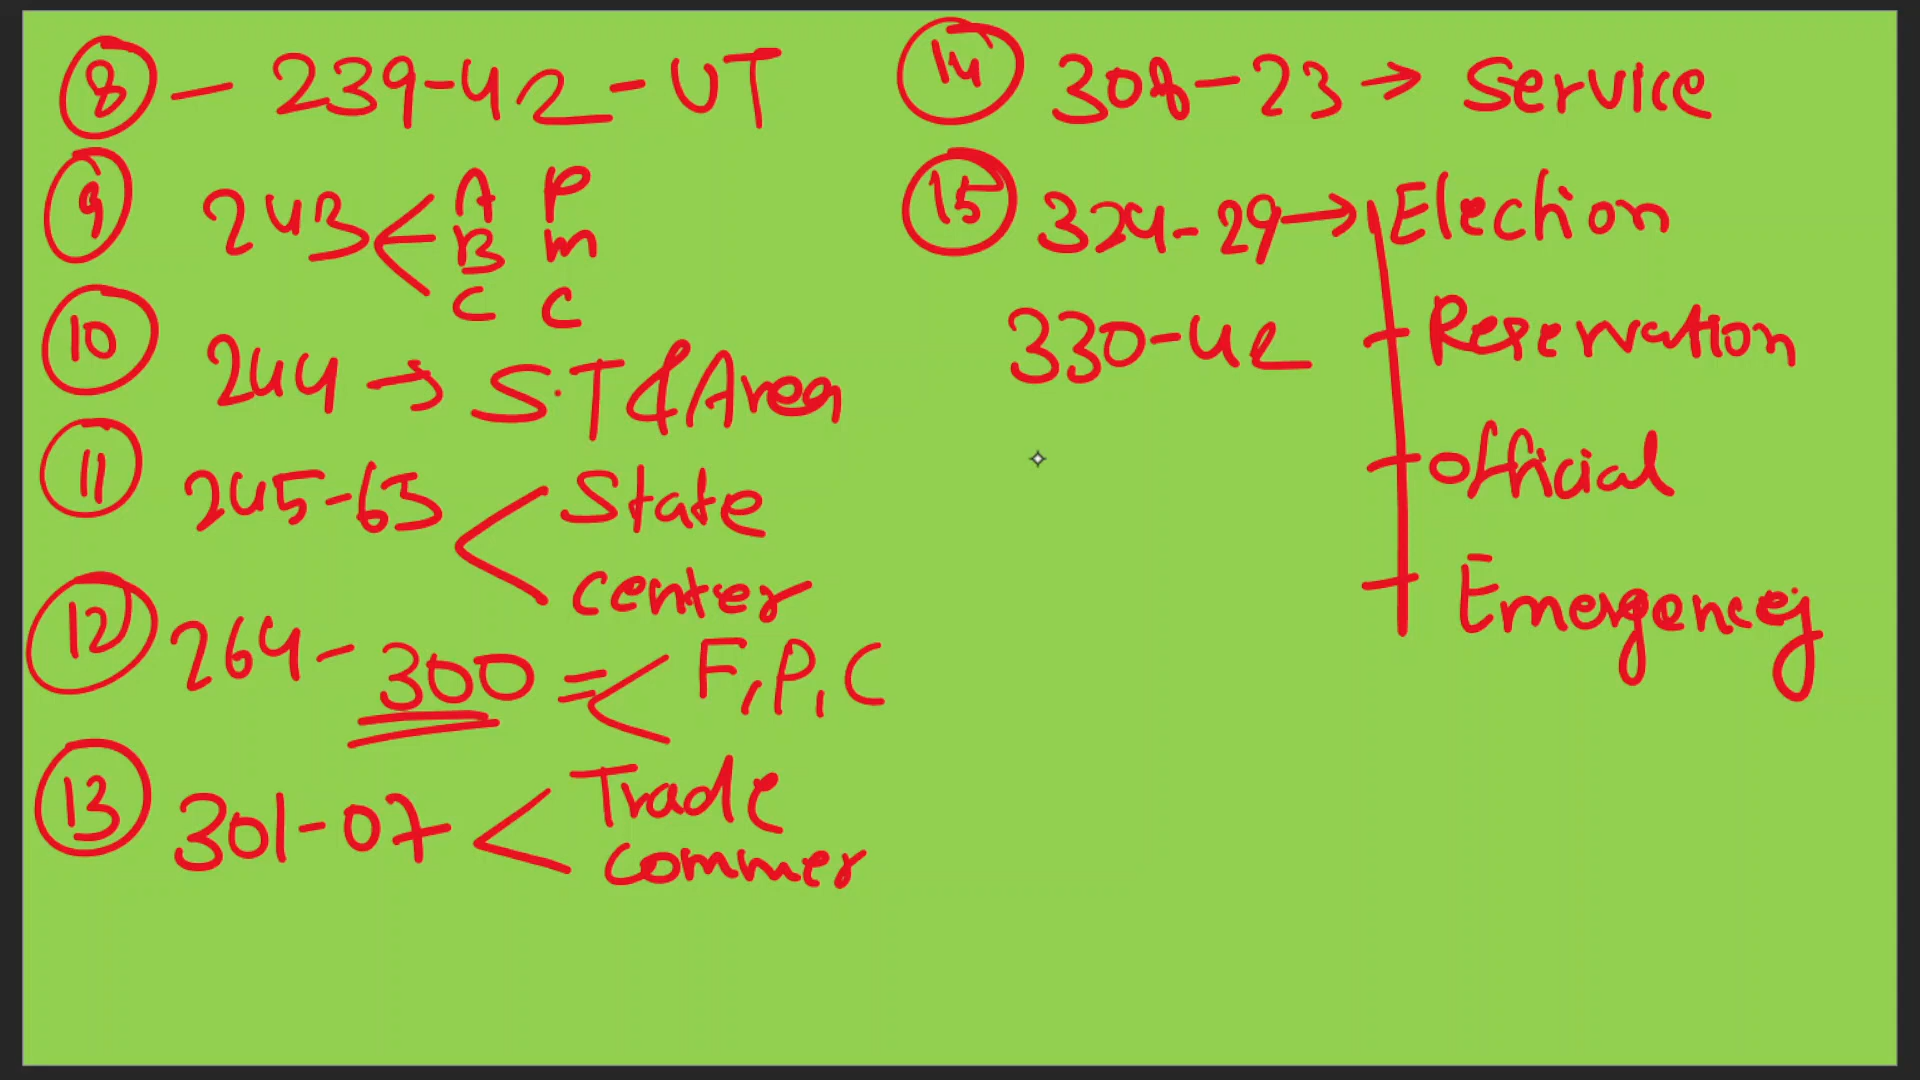 8 - 239-42 - UT
9 243 A P
B M
C C
10 244 → S.T & Area
11 245-63 State
center
12 264-300 = F, P, C
13 301-07 Trade
commer
14 308-23 → Service
15 324-29 → Election
330-42 Reservation
official
Emergency